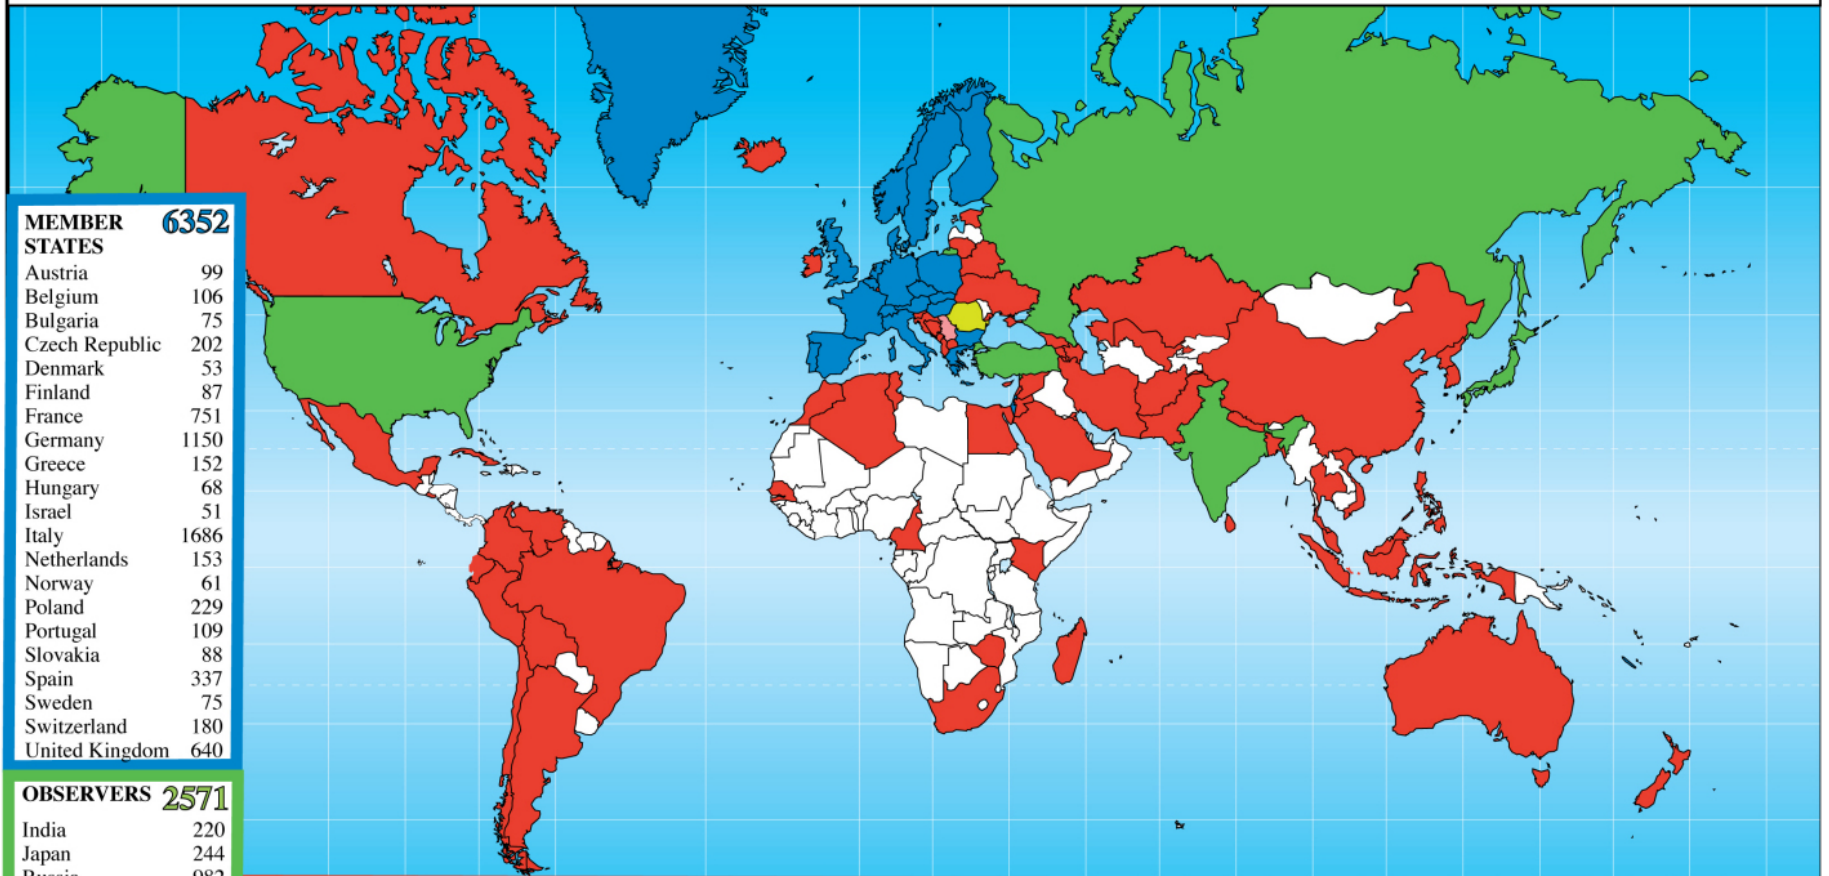 MEMBER 6352
STATES
Austria 99
Belgium 106
Bulgaria 75
Czech Republic 202
Denmark 53
Finland 87
France 751
Germany 1150
Greece 152
Hungary 68
Israel 51
Italy 1686
Netherlands 153
Norway 61
Poland 229
Portugal 109
Slovakia 88
Spain 337
Sweden 75
Switzerland 180
United Kingdom 640
OBSERVERS 2571
India 220
Japan 244
Russia 982